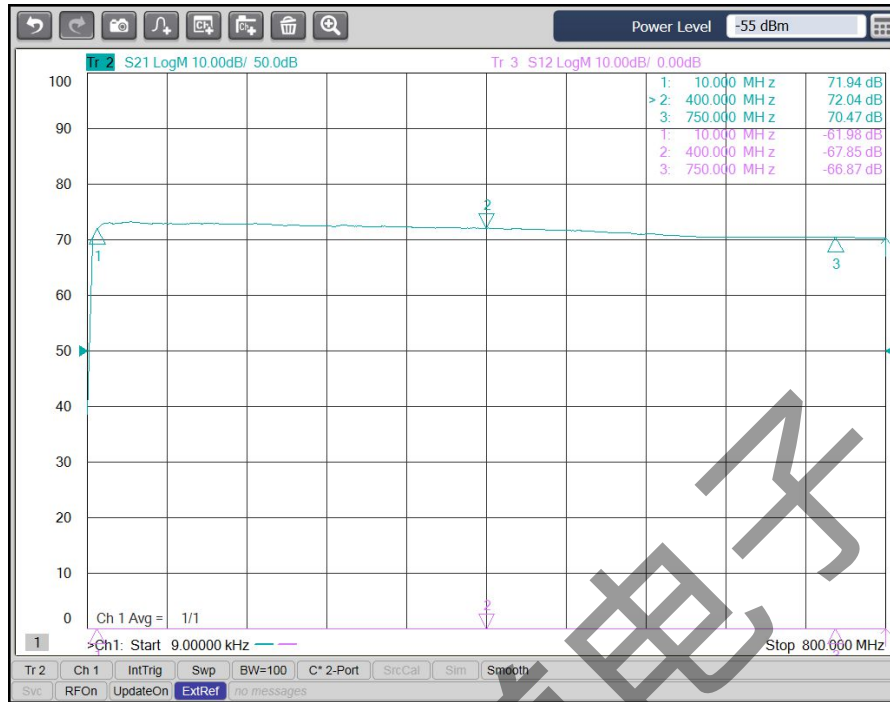 Power Level -55 dBm
Tr 2 S21 LogM 10.00dB/ 50.0dB
Tr 3 S12 LogM 10.00dB/ 0.00dB
1: 10.000 MHz 71.94 dB
> 2: 400.000 MHz 72.04 dB
3: 750.000 MHz 70.47 dB
1: 10.000 MHz -61.98 dB
2: 400.000 MHz -67.85 dB
3: 750.000 MHz -66.87 dB
100
90
80
2
70
1
3
60
50
40
30
20
10
2
0
Ch 1 Avg = 1/1
1
>Ch1: Start 9.00000 kHz
Stop 800.000 MHz
Tr 2 Ch 1 IntTrig Swp BW=100 C* 2-Port SrcCal Sim Smooth
Svc RFOn UpdateOn ExtRef no messages
电子